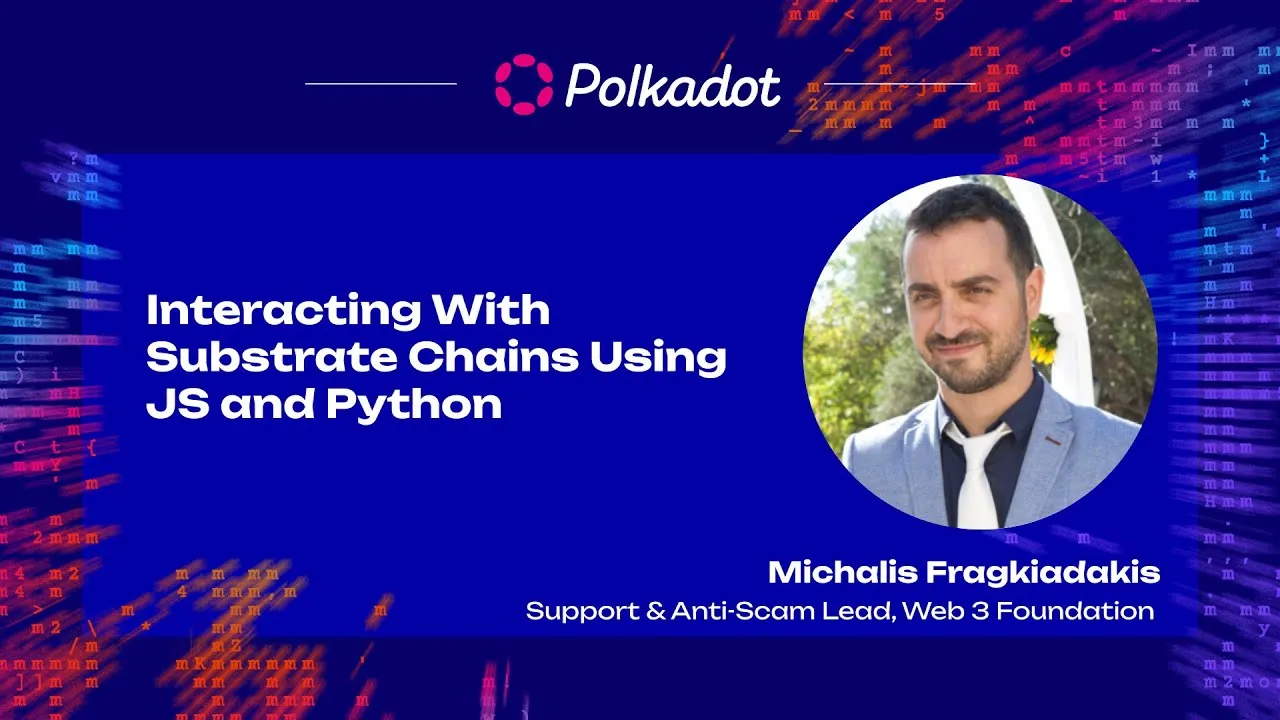 Polkadot
Interacting With
Substrate Chains Using
JS and Python
Michalis Fragkiadakis
Support & Anti-Scam Lead, Web 3 Foundation